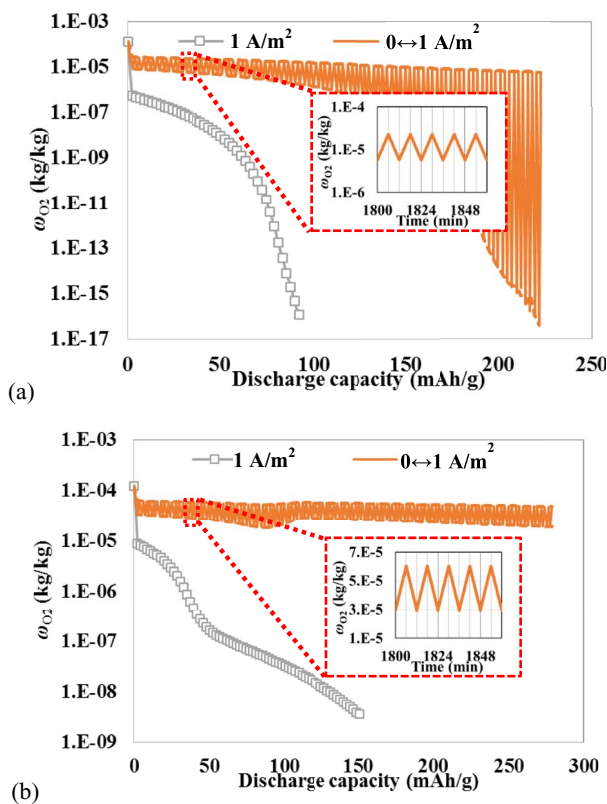 1 A/m² 0↔1 A/m²
1.E-03
1.E-05
1.E-07
1.E-09
1.E-11
1.E-13
1.E-15
1.E-17
ωO2 (kg/kg)
1.E-4
1.E-5
1.E-6
ωO2 (kg/kg)
1800 1824 1848
Time (min)
0 50 100 150 200 250
Discharge capacity (mAh/g)
(a)
1 A/m² 0↔1 A/m²
1.E-03
1.E-04
1.E-05
1.E-06
1.E-07
1.E-08
1.E-09
ωO2 (kg/kg)
7.E-5
5.E-5
3.E-5
1.E-5
ωO2 (kg/kg)
1800 1824 1848
Time (min)
0 50 100 150 200 250 300
Discharge capacity (mAh/g)
(b)